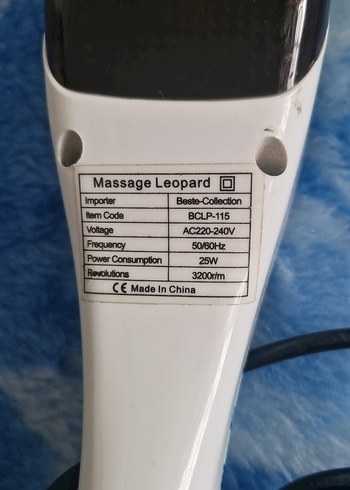 Massage Leopard
Importer Beste-Collection
Item Code BCLP-115
Voltage AC220-240V
Frequency 50/60Hz
Power Consumption 25W
Revolutions 3200r/m
CE Made In China